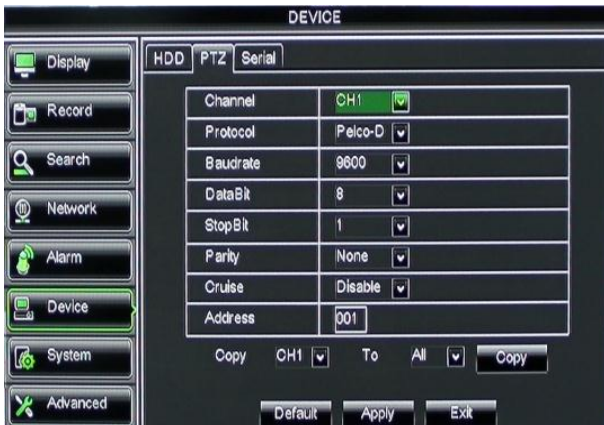 DEVICE
Display
Record
Search
Network
Alarm
Device
System
Advanced
HDD PTZ Serial
Channel CH1
Protocol Pelco-D
Baudrate 9600
DataBit 8
StopBit 1
Parity None
Cruise Disable
Address 001
Copy CH1 To All Copy
Default Apply Exit